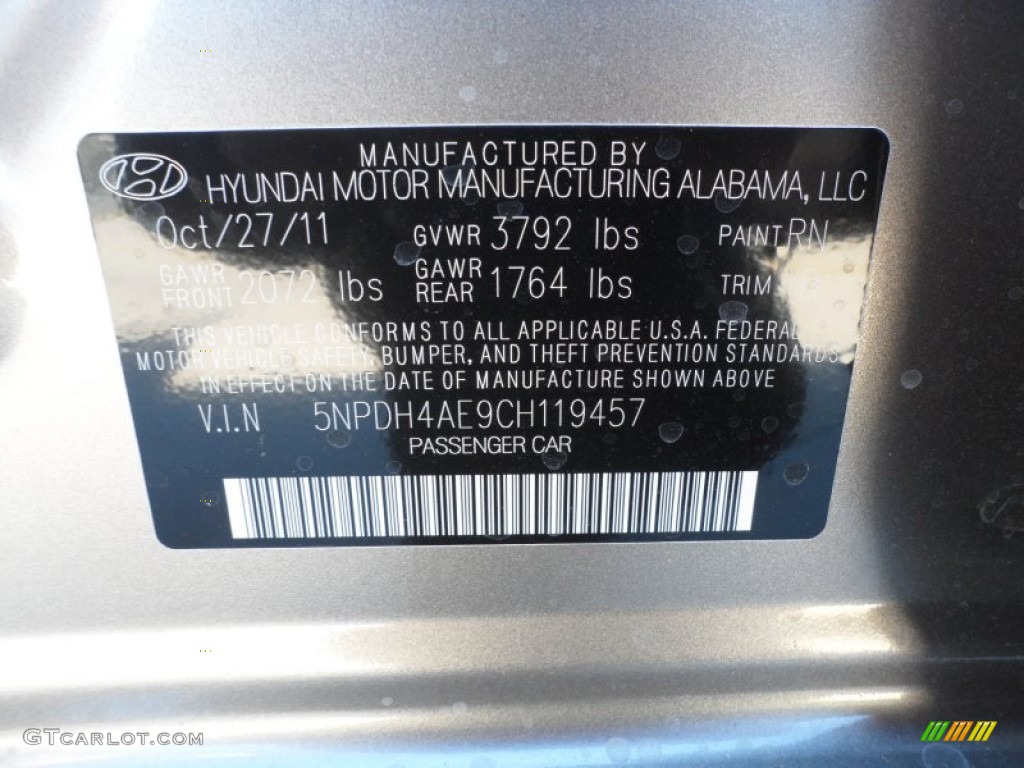 MANUFACTURED BY
HYUNDAI MOTOR MANUFACTURING ALABAMA, LLC
Oct/27/11 GVWR 3792 lbs PAINT RN
GAWR FRONT 2072 lbs GAWR REAR 1764 lbs TRIM
THIS VEHICLE CONFORMS TO ALL APPLICABLE U.S.A. FEDERAL
MOTOR VEHICLE SAFETY, BUMPER, AND THEFT PREVENTION STANDARDS
IN EFFECT ON THE DATE OF MANUFACTURE SHOWN ABOVE
V.I.N 5NPDH4AE9CH119457
PASSENGER CAR
GTCARLOT.COM